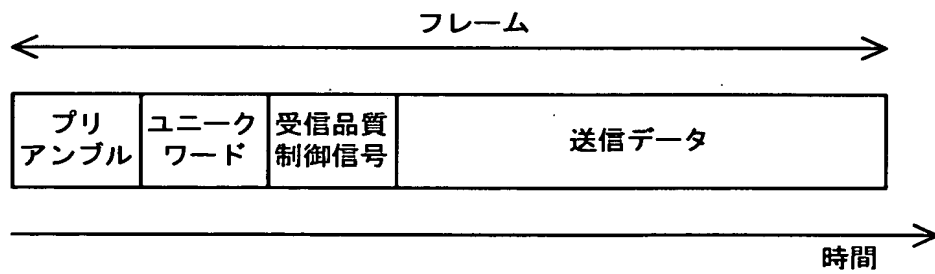 フレーム
プリ
アンブル
ユニーク
ワード
受信品質
制御信号
送信データ
時間